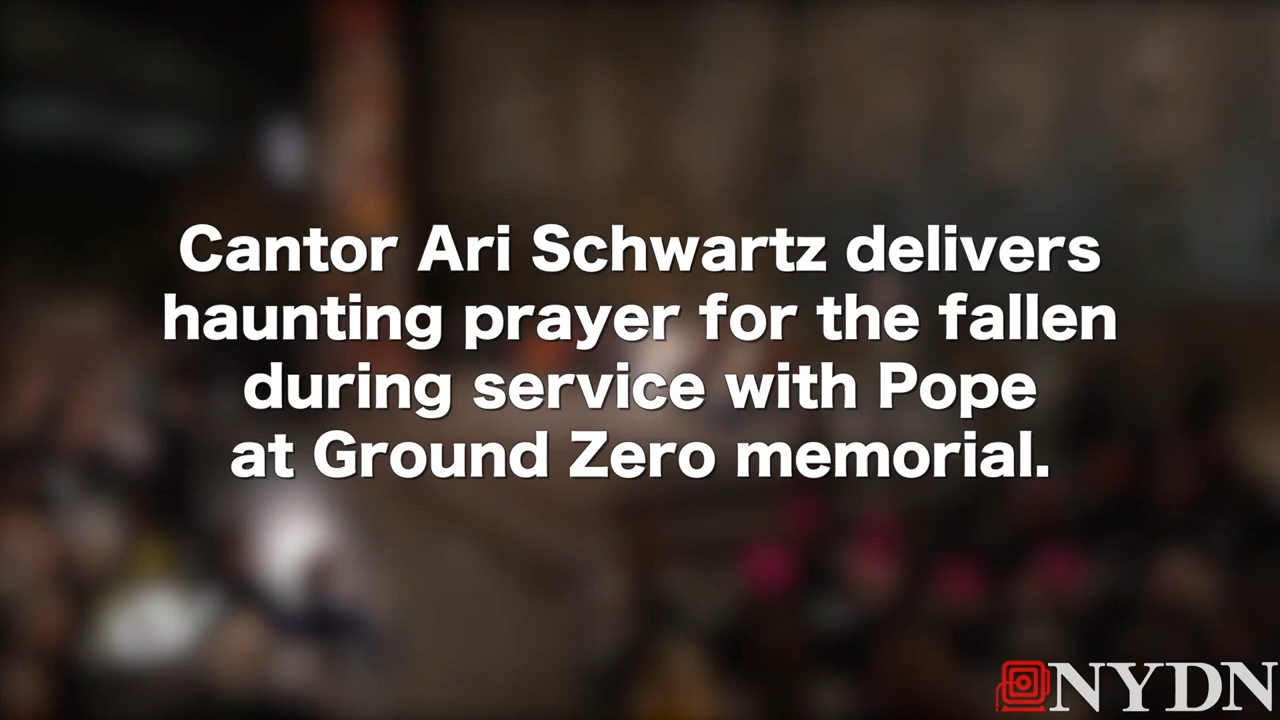 Cantor Ari Schwartz delivers
haunting prayer for the fallen
during service with Pope
at Ground Zero memorial.
NYDN